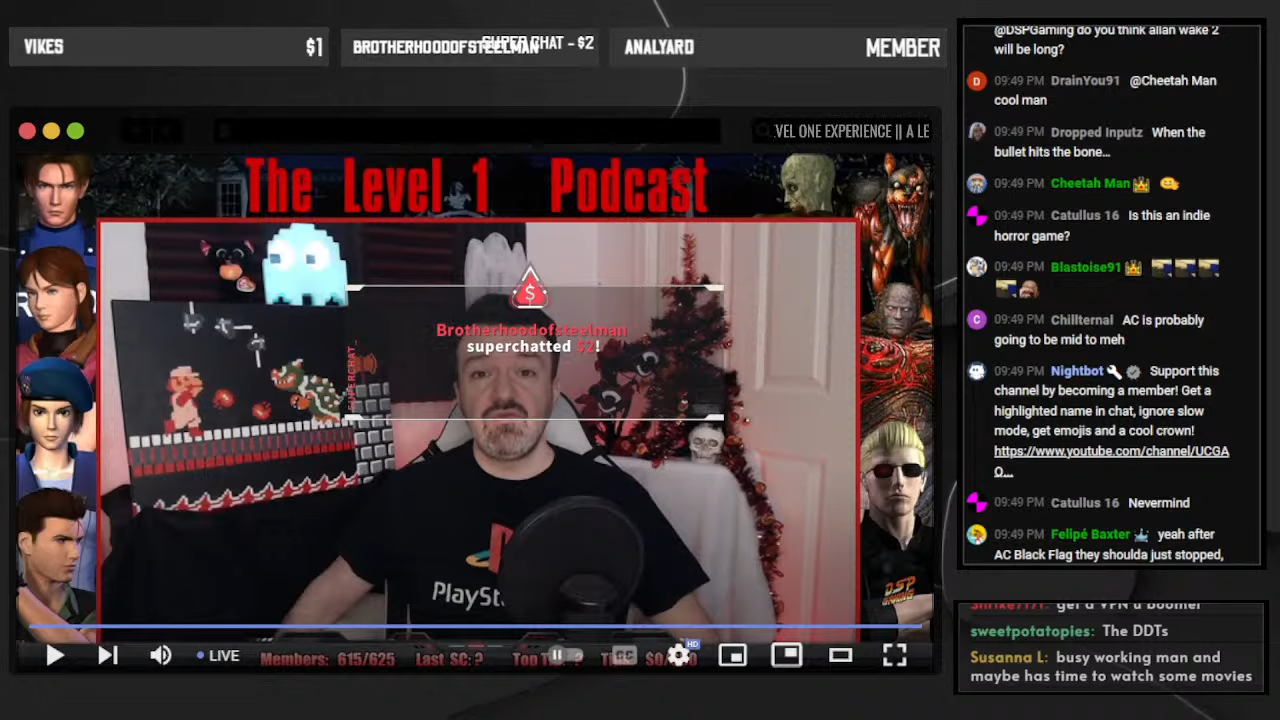 VIKES
$1
BROTHERHOODOFSTEELMAN
SUPER CHAT - $2
ANALYARD
MEMBER
VEL ONE EXPERIENCE || A LE
The Level 1 Podcast
$
Brotherhoodofsteelman
superchatted $2!
SUPERCHAT
PlaySta
DSP
GAMING
LIVE
Members: 615/625
Last SC: ?
CC
HD
@DSPGaming do you think allan wake 2
will be long?
D 09:49 PM DrainYou91 @Cheetah Man
cool man
09:49 PM Dropped Inputz When the
bullet hits the bone...
09:49 PM Cheetah Man
09:49 PM Catullus 16 Is this an indie
horror game?
09:49 PM Blastoise91
C 09:49 PM Chillternal AC is probably
going to be mid to meh
09:49 PM Nightbot Support this
channel by becoming a member! Get a
highlighted name in chat, ignore slow
mode, get emojis and a cool crown!
https://www.youtube.com/channel/UCGA
Q...
09:49 PM Catullus 16 Nevermind
09:49 PM Felipé Baxter yeah after
AC Black Flag they shoulda just stopped,
get a VPN u boomer
sweetpotatopies: The DDTs
Susanna L: busy working man and
maybe has time to watch some movies